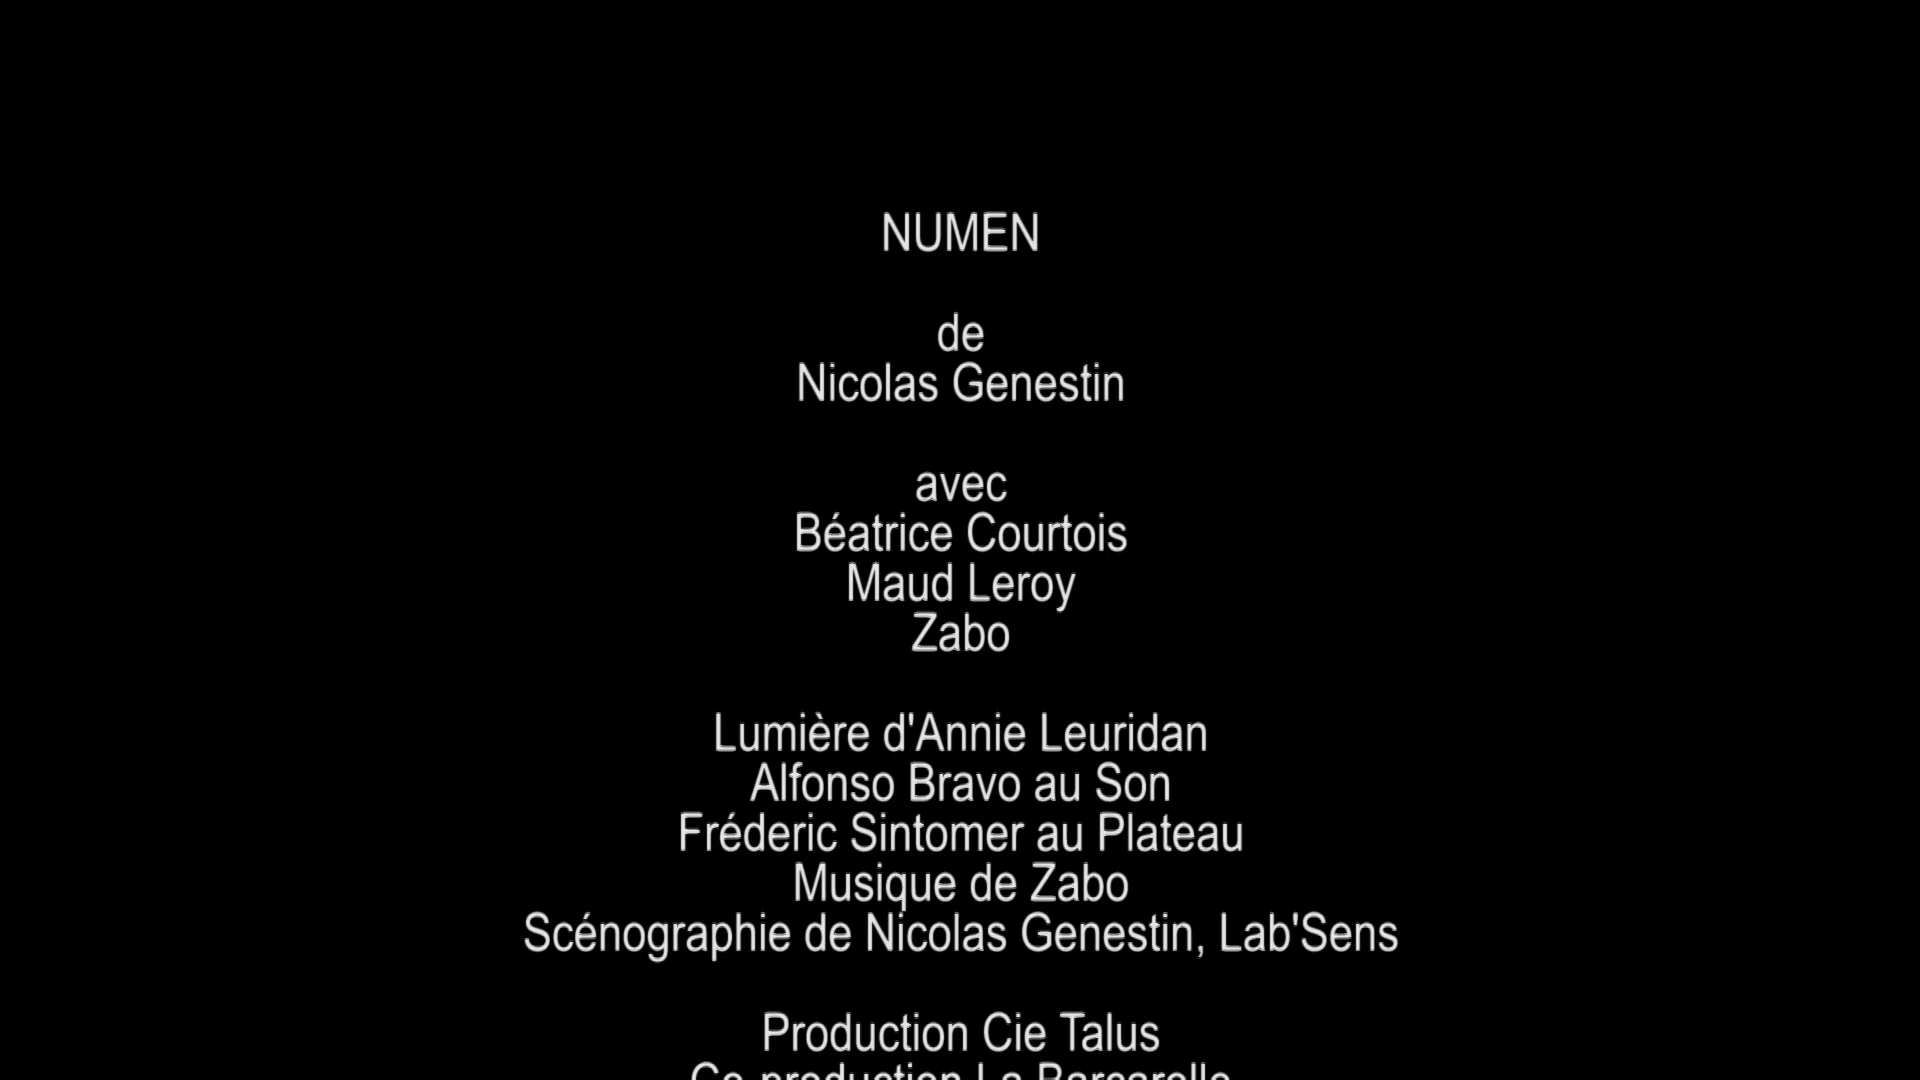 NUMEN
de
Nicolas Genestin
avec
Béatrice Courtois
Maud Leroy
Zabo
Lumière d'Annie Leuridan
Alfonso Bravo au Son
Fréderic Sintomer au Plateau
Musique de Zabo
Scénographie de Nicolas Genestin, Lab'Sens
Production Cie Talus
Co-production La Barcarolle